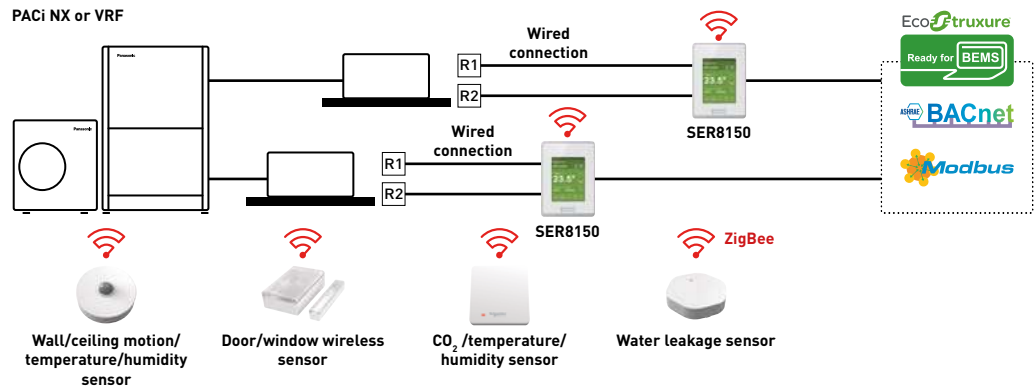 PACi NX or VRF
EcoStruxure
Ready for BEMS
ASHRAE BACnet
Modbus
Panasonic
Panasonic
Wired
connection
R1
R2
23.5°
SER8150
Wired
connection
R1
R2
23.5°
SER8150
ZigBee
Wall/ceiling motion/
temperature/humidity
sensor
Door/window wireless
sensor
CO₂ /temperature/
humidity sensor
Water leakage sensor